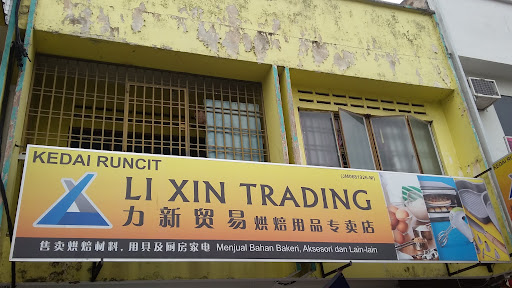 KEDAI RUNCIT
LI XIN TRADING
力新贸易烘焙用品专卖店
售卖烘焙材料,用具及厨房家电 Menjual Bahan Bakeri, Aksesori dan Lain-lain